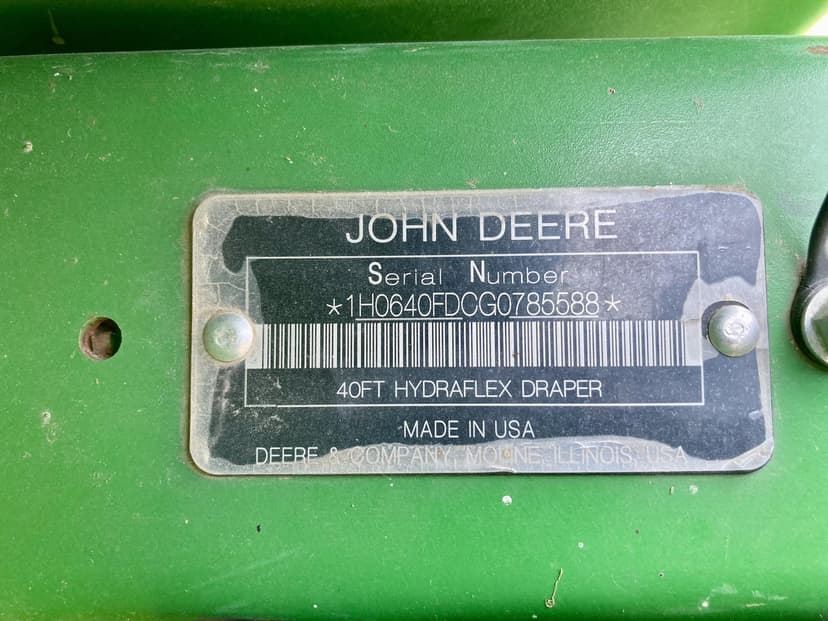 JOHN DEERE
Serial Number
*1H0640FDCG0785588*
40FT HYDRAFLEX DRAPER
MADE IN USA
DEERE & COMPANY, MOLINE, ILLINOIS, USA